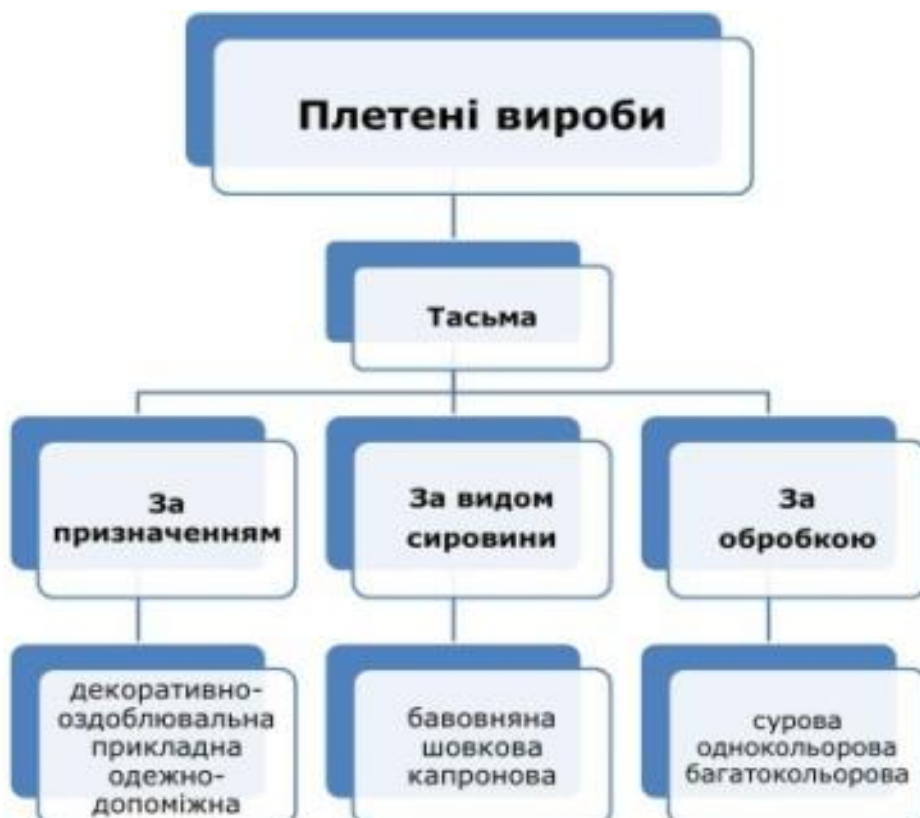 Плетені вироби
Тасьма
За
призначенням
За видом
сировини
За
обробкою
декоративно-
оздоблювальна
прикладна
одежно-
допоміжна
бавовняна
шовкова
капронова
сурова
однокольорова
багатокольорова